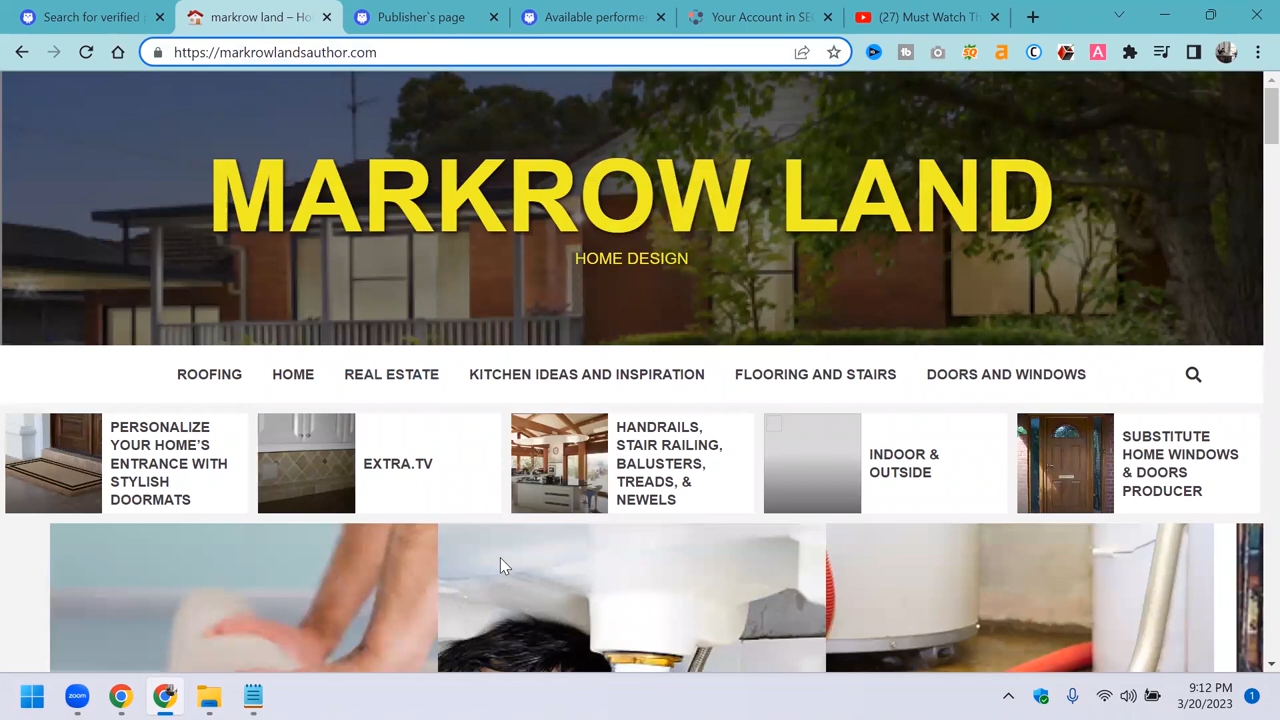 Search for verified
markrow land – Ho
Publisher`s page
Available performe
Your Account in SE
(27) Must Watch Th
https://markrowlandsauthor.com
MARKROW LAND
HOME DESIGN
ROOFING
HOME
REAL ESTATE
KITCHEN IDEAS AND INSPIRATION
FLOORING AND STAIRS
DOORS AND WINDOWS
PERSONALIZE
YOUR HOME’S
ENTRANCE WITH
STYLISH
DOORMATS
EXTRA.TV
HANDRAILS,
STAIR RAILING,
BALUSTERS,
TREADS, &
NEWELS
INDOOR &
OUTSIDE
SUBSTITUTE
HOME WINDOWS
& DOORS
PRODUCER
zoom
9:12 PM
3/20/2023
1